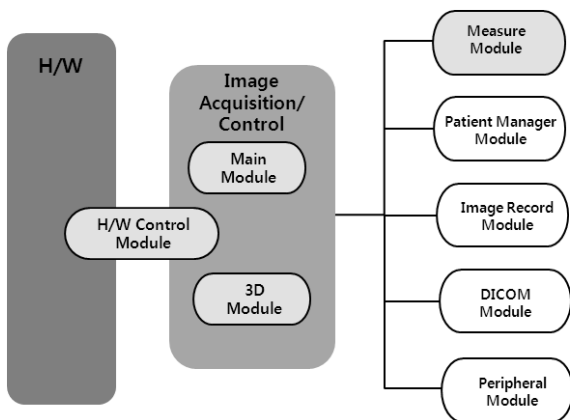 H/W
Image
Acquisition/
Control
Main
Module
H/W Control
Module
3D
Module
Measure
Module
Patient Manager
Module
Image Record
Module
DICOM
Module
Peripheral
Module